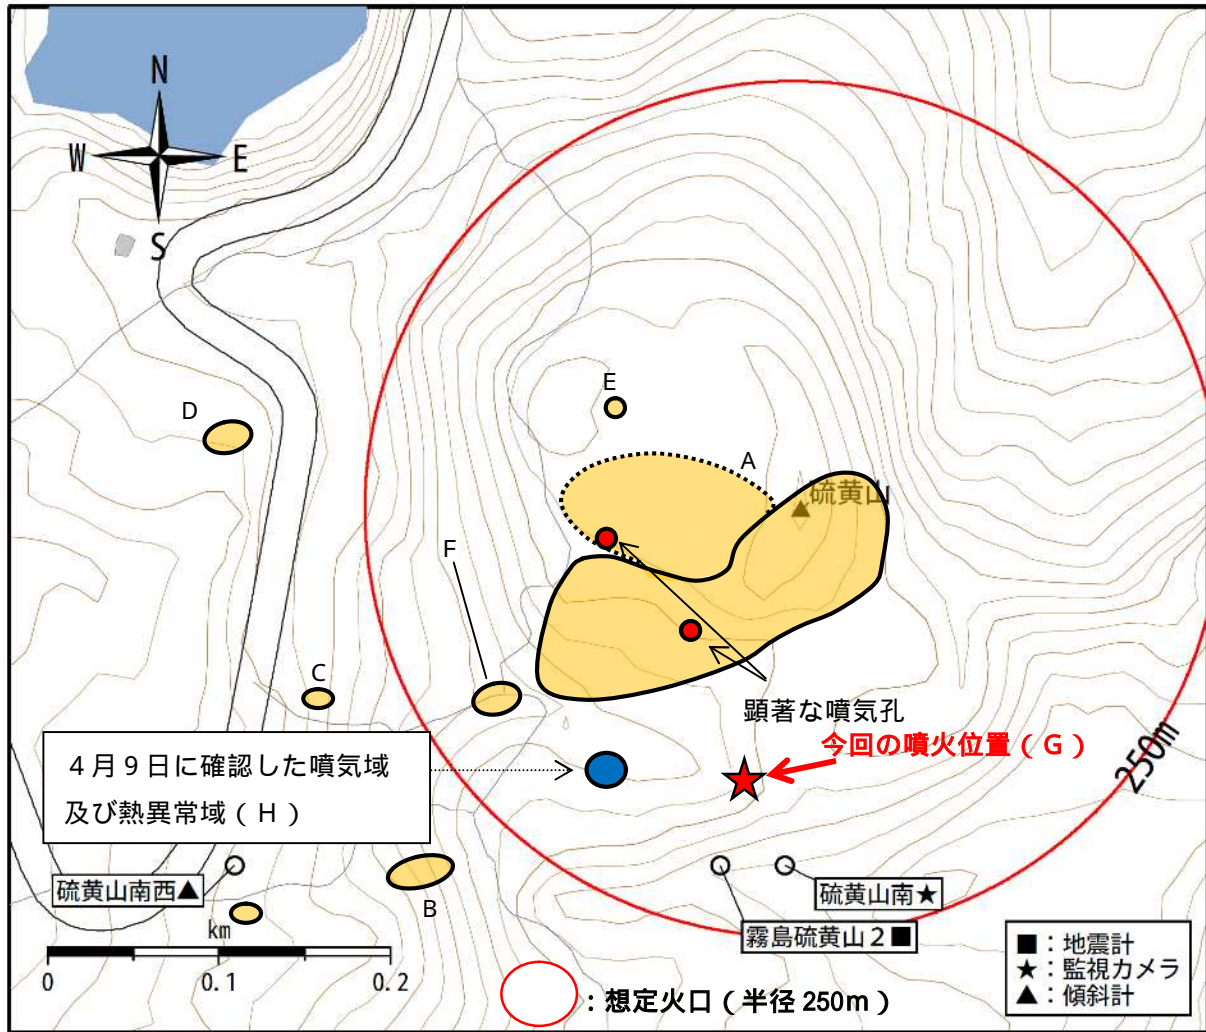 N
W
E
S
E
D
A
硫黄山
F
C
顕著な噴気孔
今回の噴火位置（Ｇ）
250m
４月９日に確認した噴気域
及び熱異常域（Ｈ）
硫黄山南西▲
B
硫黄山南★
霧島硫黄山２■
km
0
0.1
0.2
：想定火口（半径 250m）
■：地震計
★：監視カメラ
▲：傾斜計